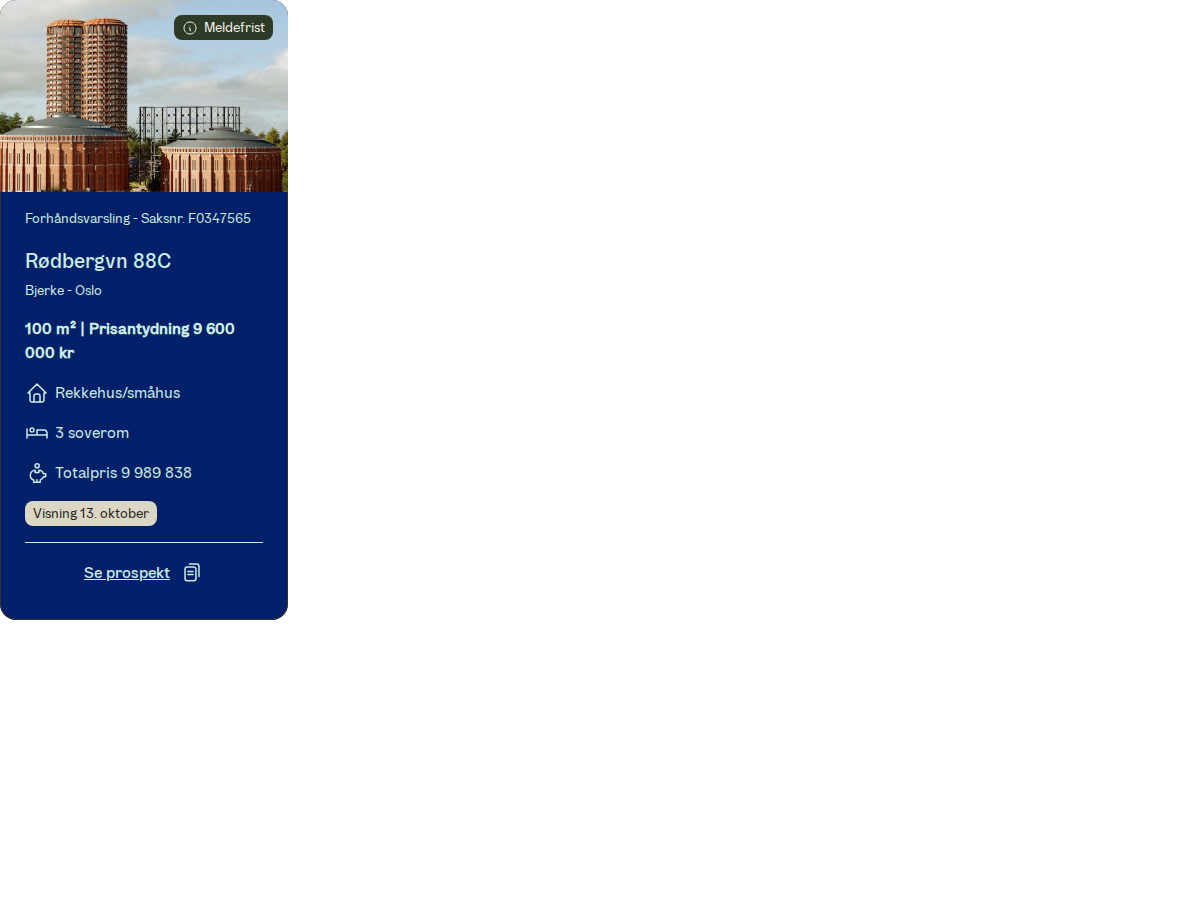 Meldefrist
Forhåndsvarsling - Saksnr. F0347565
Rødbergvn 88C
Bjerke - Oslo
100 m² | Prisantydning 9 600
000 kr
Rekkehus/småhus
3 soverom
Totalpris 9 989 838
Visning 13. oktober
Se prospekt